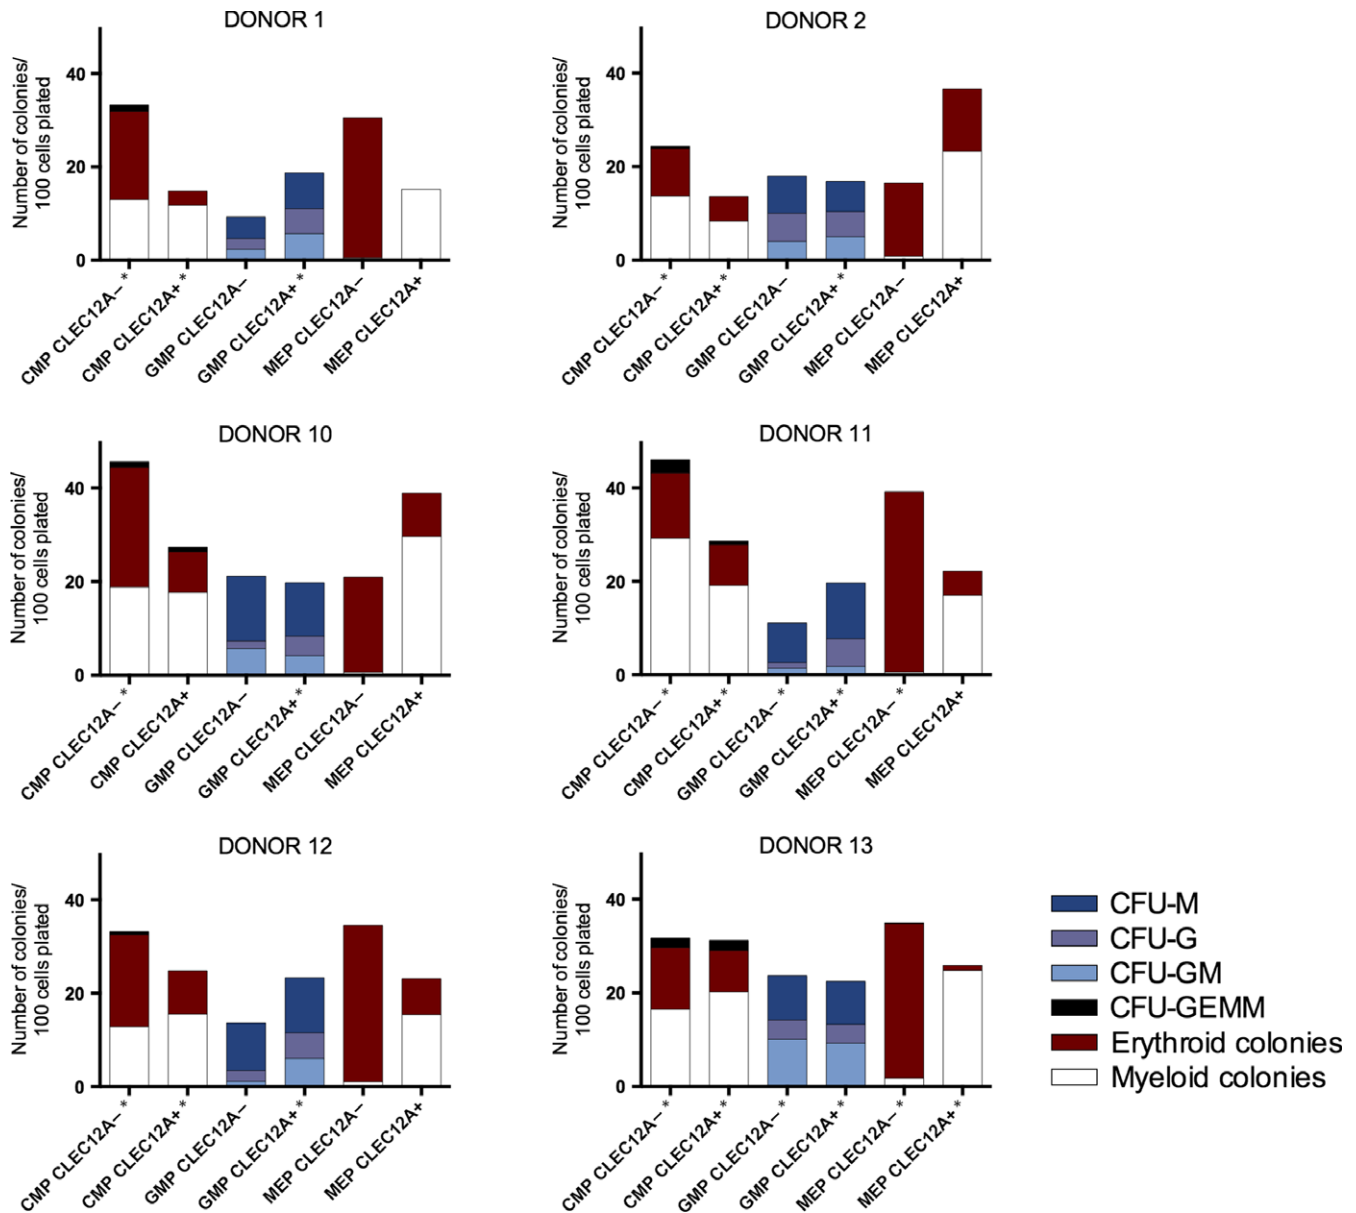 DONOR 1
Number of colonies/
100 cells plated
40
20
0
CMP CLEC12A– *
CMP CLEC12A+ *
GMP CLEC12A–
GMP CLEC12A+ *
MEP CLEC12A–
MEP CLEC12A+
DONOR 2
Number of colonies/
100 cells plated
40
20
0
CMP CLEC12A– *
CMP CLEC12A+ *
GMP CLEC12A–
GMP CLEC12A+ *
MEP CLEC12A–
MEP CLEC12A+
DONOR 10
Number of colonies/
100 cells plated
40
20
0
CMP CLEC12A– *
CMP CLEC12A+
GMP CLEC12A–
GMP CLEC12A+ *
MEP CLEC12A–
MEP CLEC12A+
DONOR 11
Number of colonies/
100 cells plated
40
20
0
CMP CLEC12A– *
CMP CLEC12A+ *
GMP CLEC12A– *
GMP CLEC12A+ *
MEP CLEC12A– *
MEP CLEC12A+
DONOR 12
Number of colonies/
100 cells plated
40
20
0
CMP CLEC12A– *
CMP CLEC12A+ *
GMP CLEC12A–
GMP CLEC12A+ *
MEP CLEC12A–
MEP CLEC12A+
DONOR 13
Number of colonies/
100 cells plated
40
20
0
CMP CLEC12A– *
CMP CLEC12A+ *
GMP CLEC12A– *
GMP CLEC12A+ *
MEP CLEC12A– *
MEP CLEC12A+ *
CFU-M
CFU-G
CFU-GM
CFU-GEMM
Erythroid colonies
Myeloid colonies